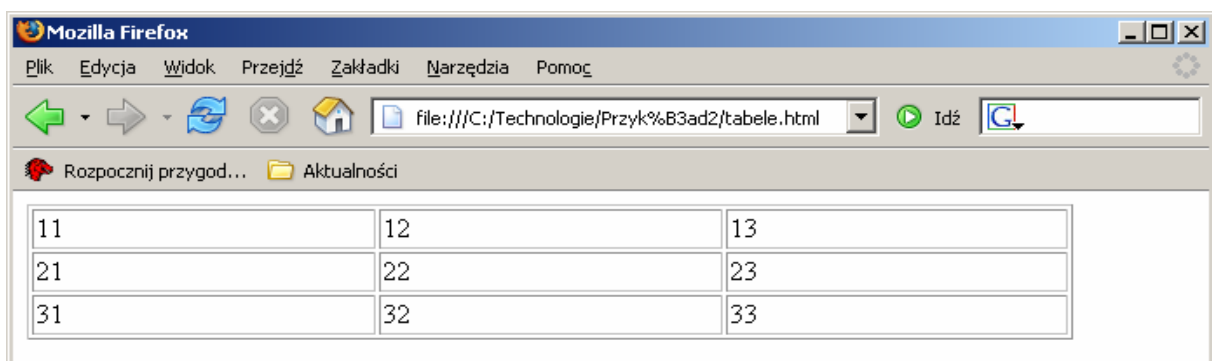 Mozilla Firefox
Plik Edycja Widok Przejdź Zakładki Narzędzia Pomoc
file:///C:/Technologie/Przyk%B3ad2/tabele.html Idź G
Rozpocznij przygod... Aktualności
11 12 13
21 22 23
31 32 33